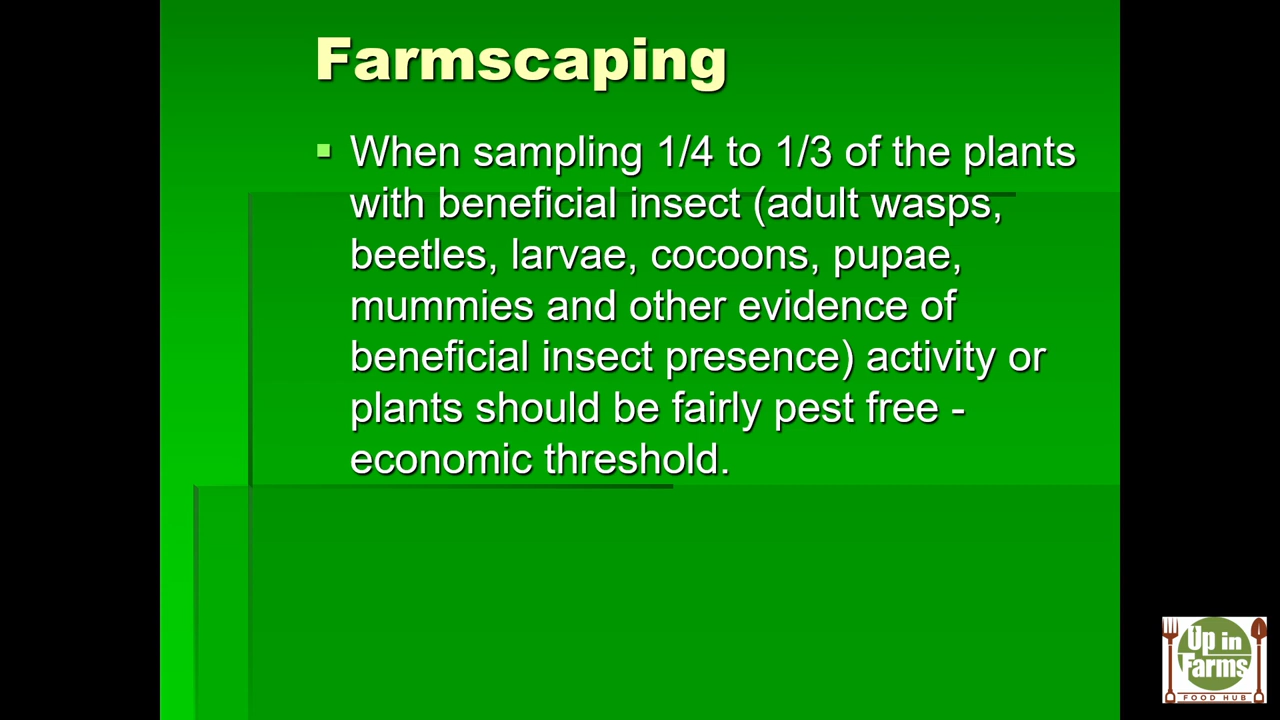 Farmscaping
When sampling 1/4 to 1/3 of the plants
with beneficial insect (adult wasps,
beetles, larvae, cocoons, pupae,
mummies and other evidence of
beneficial insect presence) activity or
plants should be fairly pest free -
economic threshold.
Up in
Farms
FOOD HUB